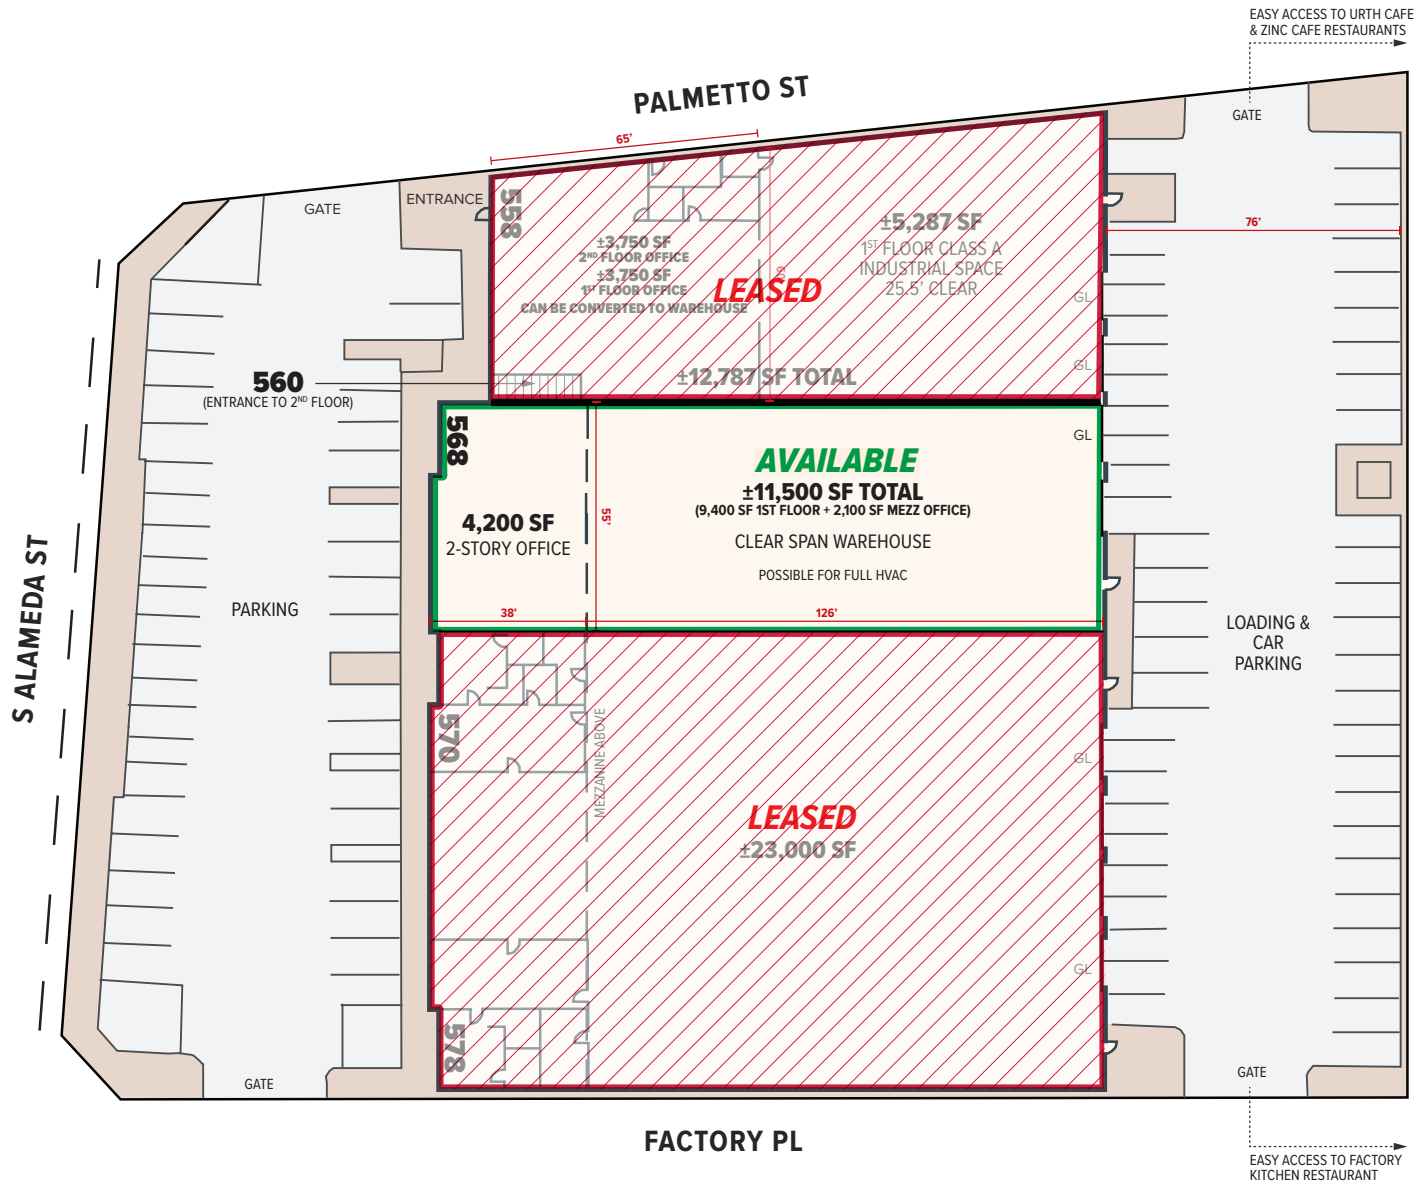 EASY ACCESS TO URTH CAFE
& ZINC CAFE RESTAURANTS
PALMETTO ST
65'
GATE
GATE
ENTRANCE
558
±3,750 SF
2ND FLOOR OFFICE
±3,750 SF
1ST FLOOR OFFICE
CAN BE CONVERTED TO WAREHOUSE
LEASED
60'
±5,287 SF
1ST FLOOR CLASS A
INDUSTRIAL SPACE
25.5' CLEAR
GL
GL
±12,787 SF TOTAL
76'
560
(ENTRANCE TO 2ND FLOOR)
568
GL
AVAILABLE
±11,500 SF TOTAL
(9,400 SF 1ST FLOOR + 2,100 SF MEZZ OFFICE)
CLEAR SPAN WAREHOUSE
POSSIBLE FOR FULL HVAC
4,200 SF
2-STORY OFFICE
55'
38'
126'
S ALAMEDA ST
PARKING
LOADING &
CAR
PARKING
570
MEZZANINE ABOVE
GL
LEASED
±23,000 SF
GL
578
GATE
GATE
FACTORY PL
EASY ACCESS TO FACTORY
KITCHEN RESTAURANT